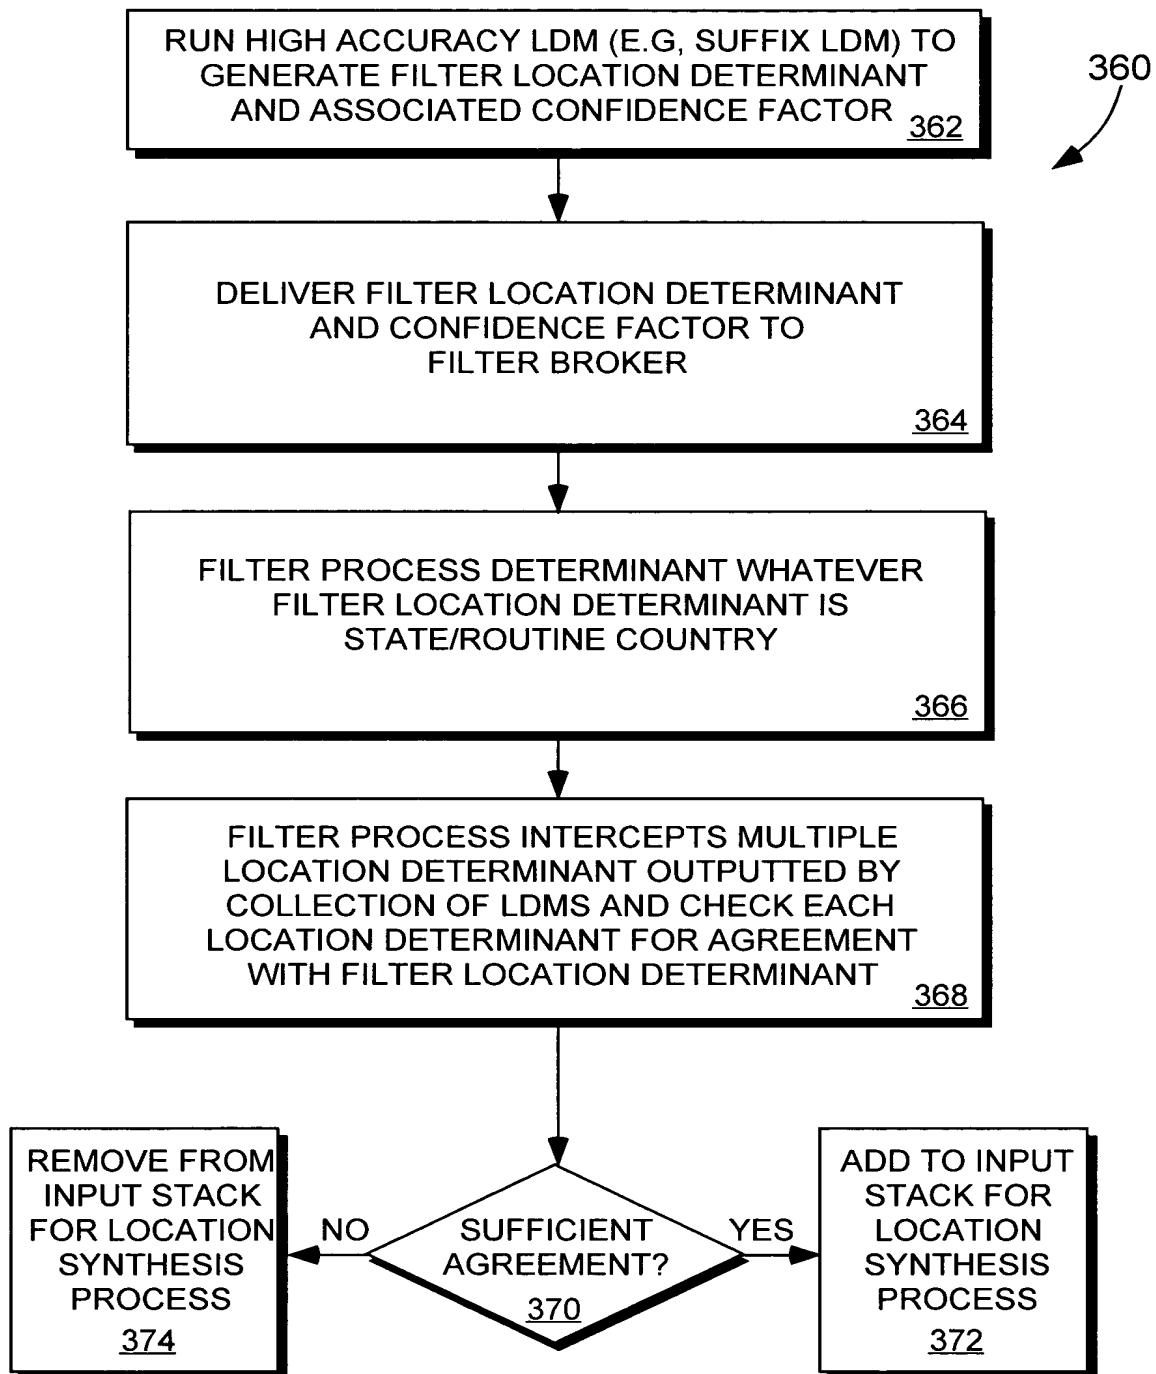 RUN HIGH ACCURACY LDM (E.G, SUFFIX LDM) TO
GENERATE FILTER LOCATION DETERMINANT
AND ASSOCIATED CONFIDENCE FACTOR
362
360
DELIVER FILTER LOCATION DETERMINANT
AND CONFIDENCE FACTOR TO
FILTER BROKER
364
FILTER PROCESS DETERMINANT WHATEVER
FILTER LOCATION DETERMINANT IS
STATE/ROUTINE COUNTRY
366
FILTER PROCESS INTERCEPTS MULTIPLE
LOCATION DETERMINANT OUTPUTTED BY
COLLECTION OF LDMS AND CHECK EACH
LOCATION DETERMINANT FOR AGREEMENT
WITH FILTER LOCATION DETERMINANT
368
REMOVE FROM
INPUT STACK
FOR LOCATION
SYNTHESIS
PROCESS
374
NO
SUFFICIENT
AGREEMENT?
370
YES
ADD TO INPUT
STACK FOR
LOCATION
SYNTHESIS
PROCESS
372